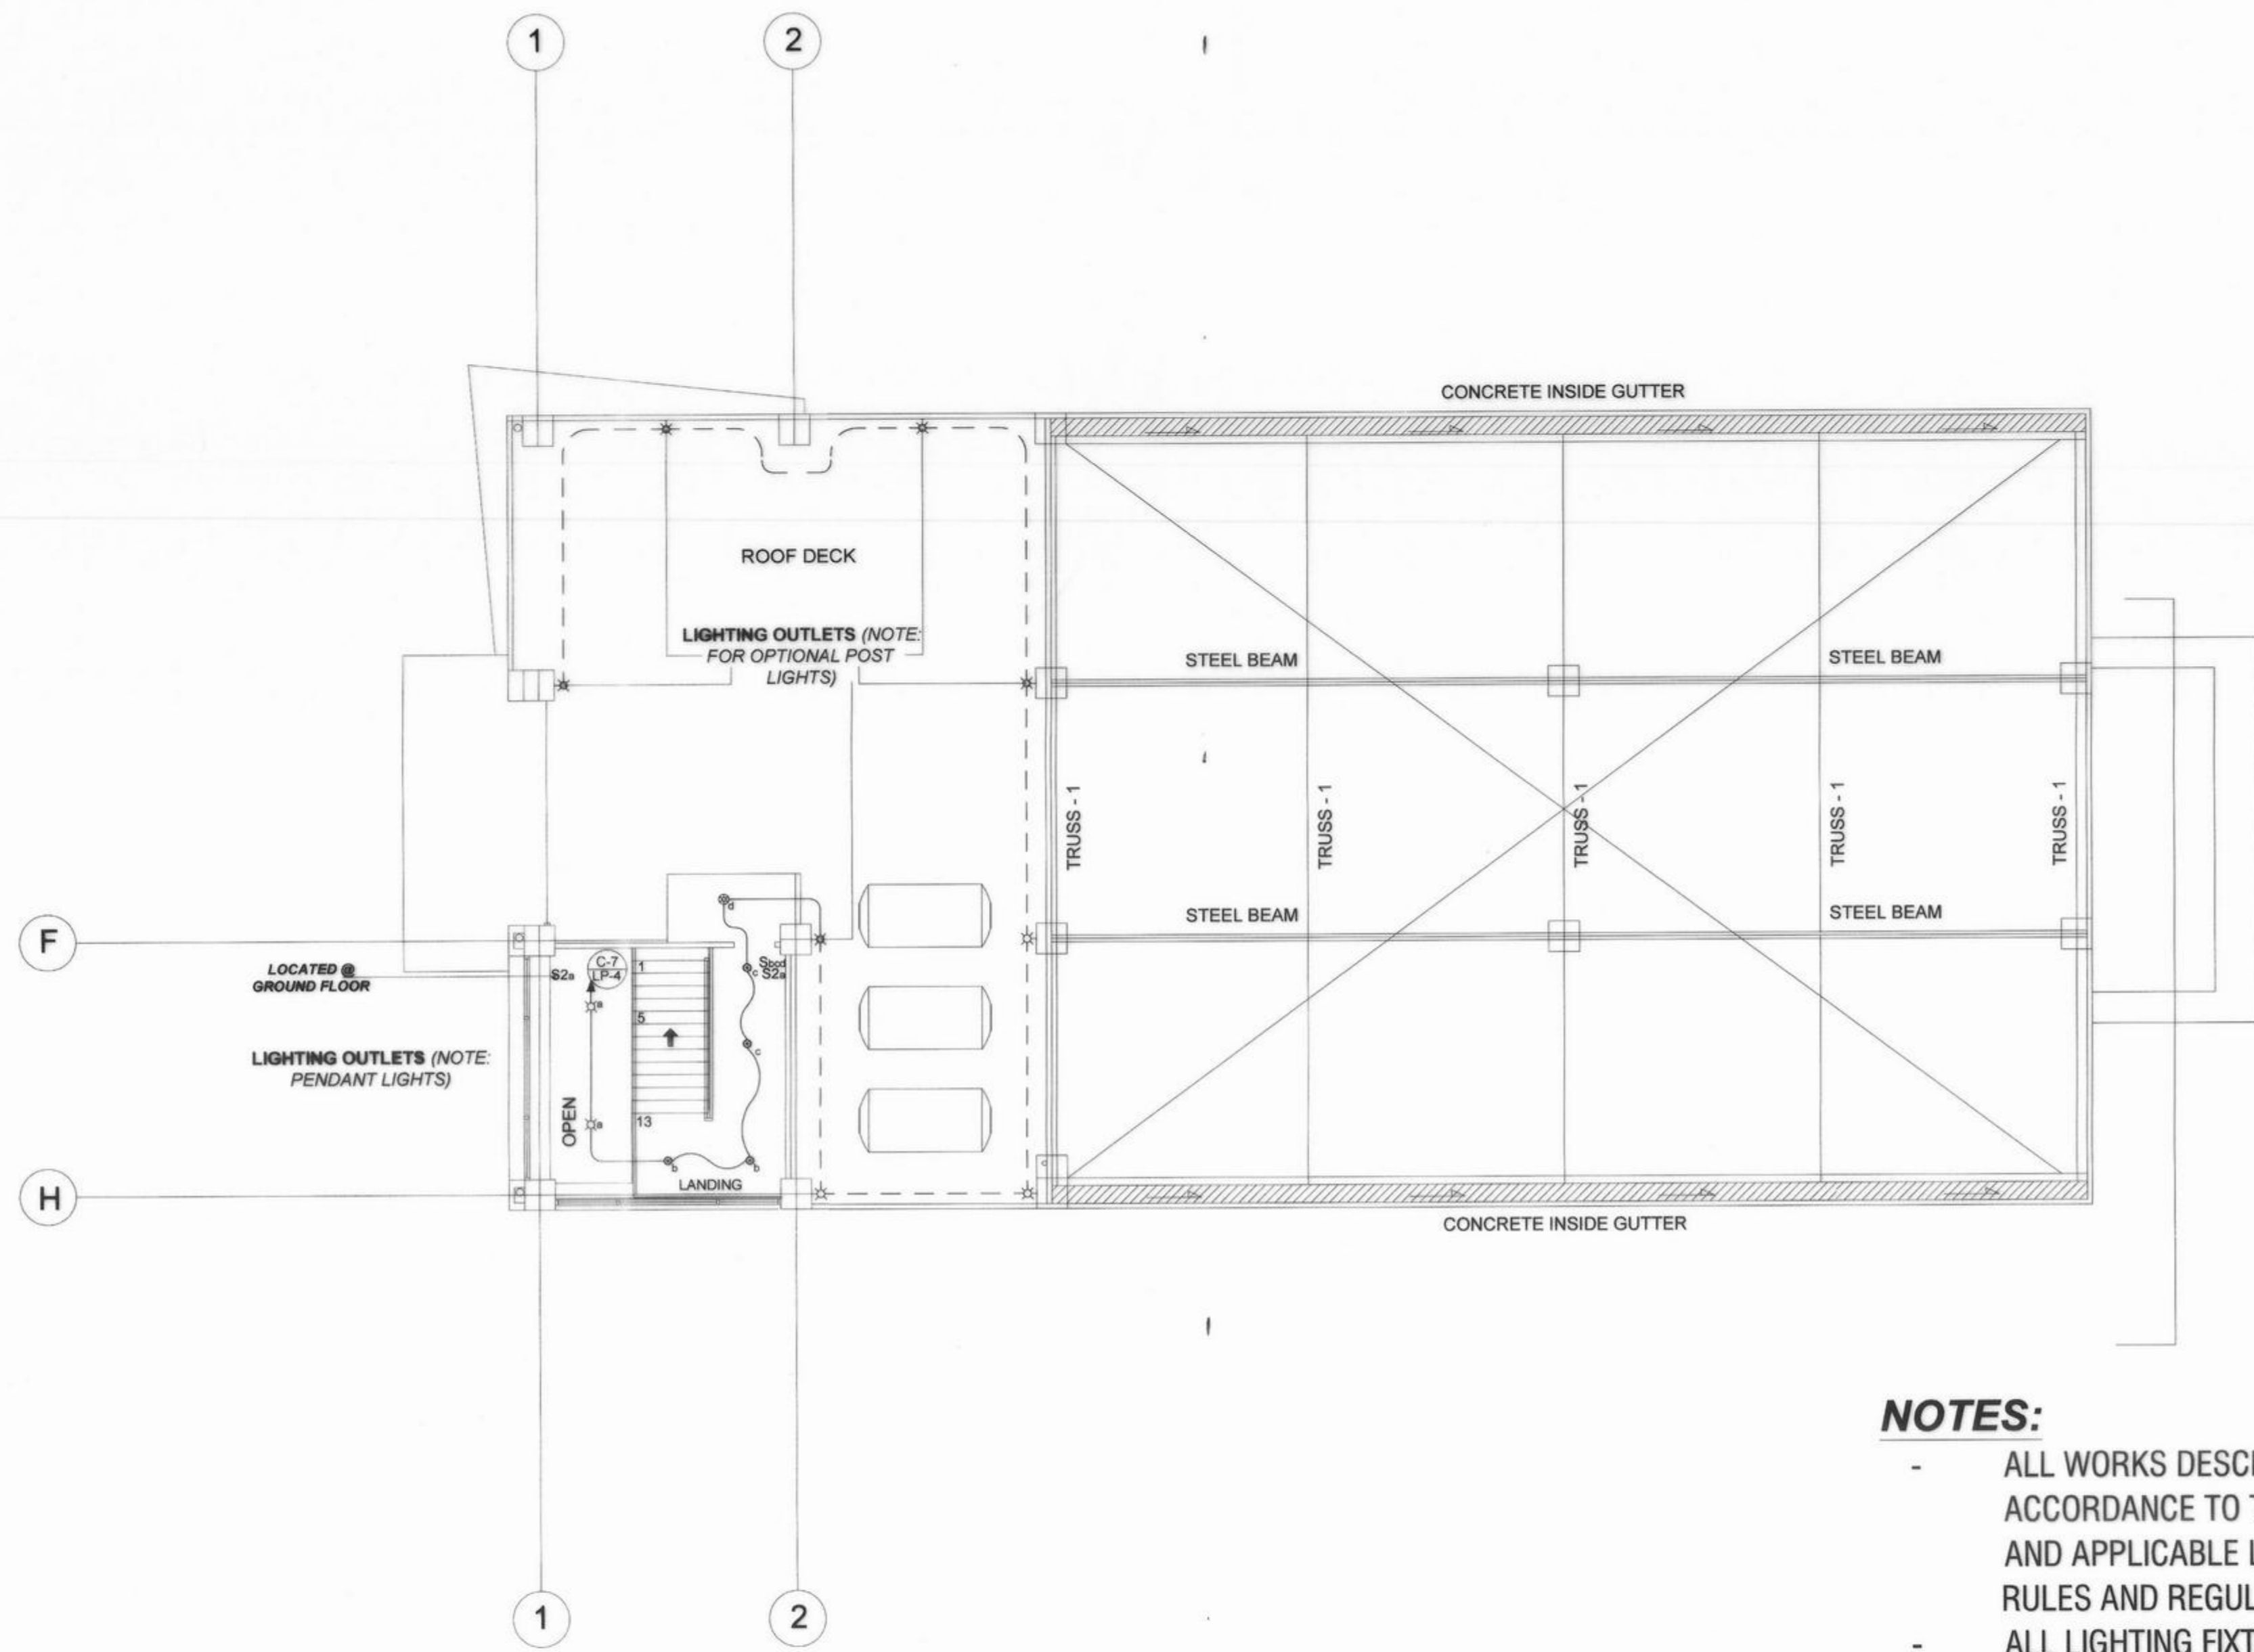 1
2
CONCRETE INSIDE GUTTER
ROOF DECK
LIGHTING OUTLETS (NOTE:
FOR OPTIONAL POST
LIGHTS)
STEEL BEAM
STEEL BEAM
TRUSS - 1
TRUSS - 1
TRUSS - 1
TRUSS - 1
TRUSS - 1
STEEL BEAM
STEEL BEAM
F
LOCATED @
GROUND FLOOR
S2a
C-7
LP-4
1
d
c
Sbcd
S2a
a
5
c
LIGHTING OUTLETS (NOTE:
PENDANT LIGHTS)
OPEN
a
13
b
b
LANDING
H
CONCRETE INSIDE GUTTER
1
2
NOTES:
- ALL WORKS DESC
ACCORDANCE TO
AND APPLICABLE
RULES AND REGUL
- ALL LIGHTING FIXT